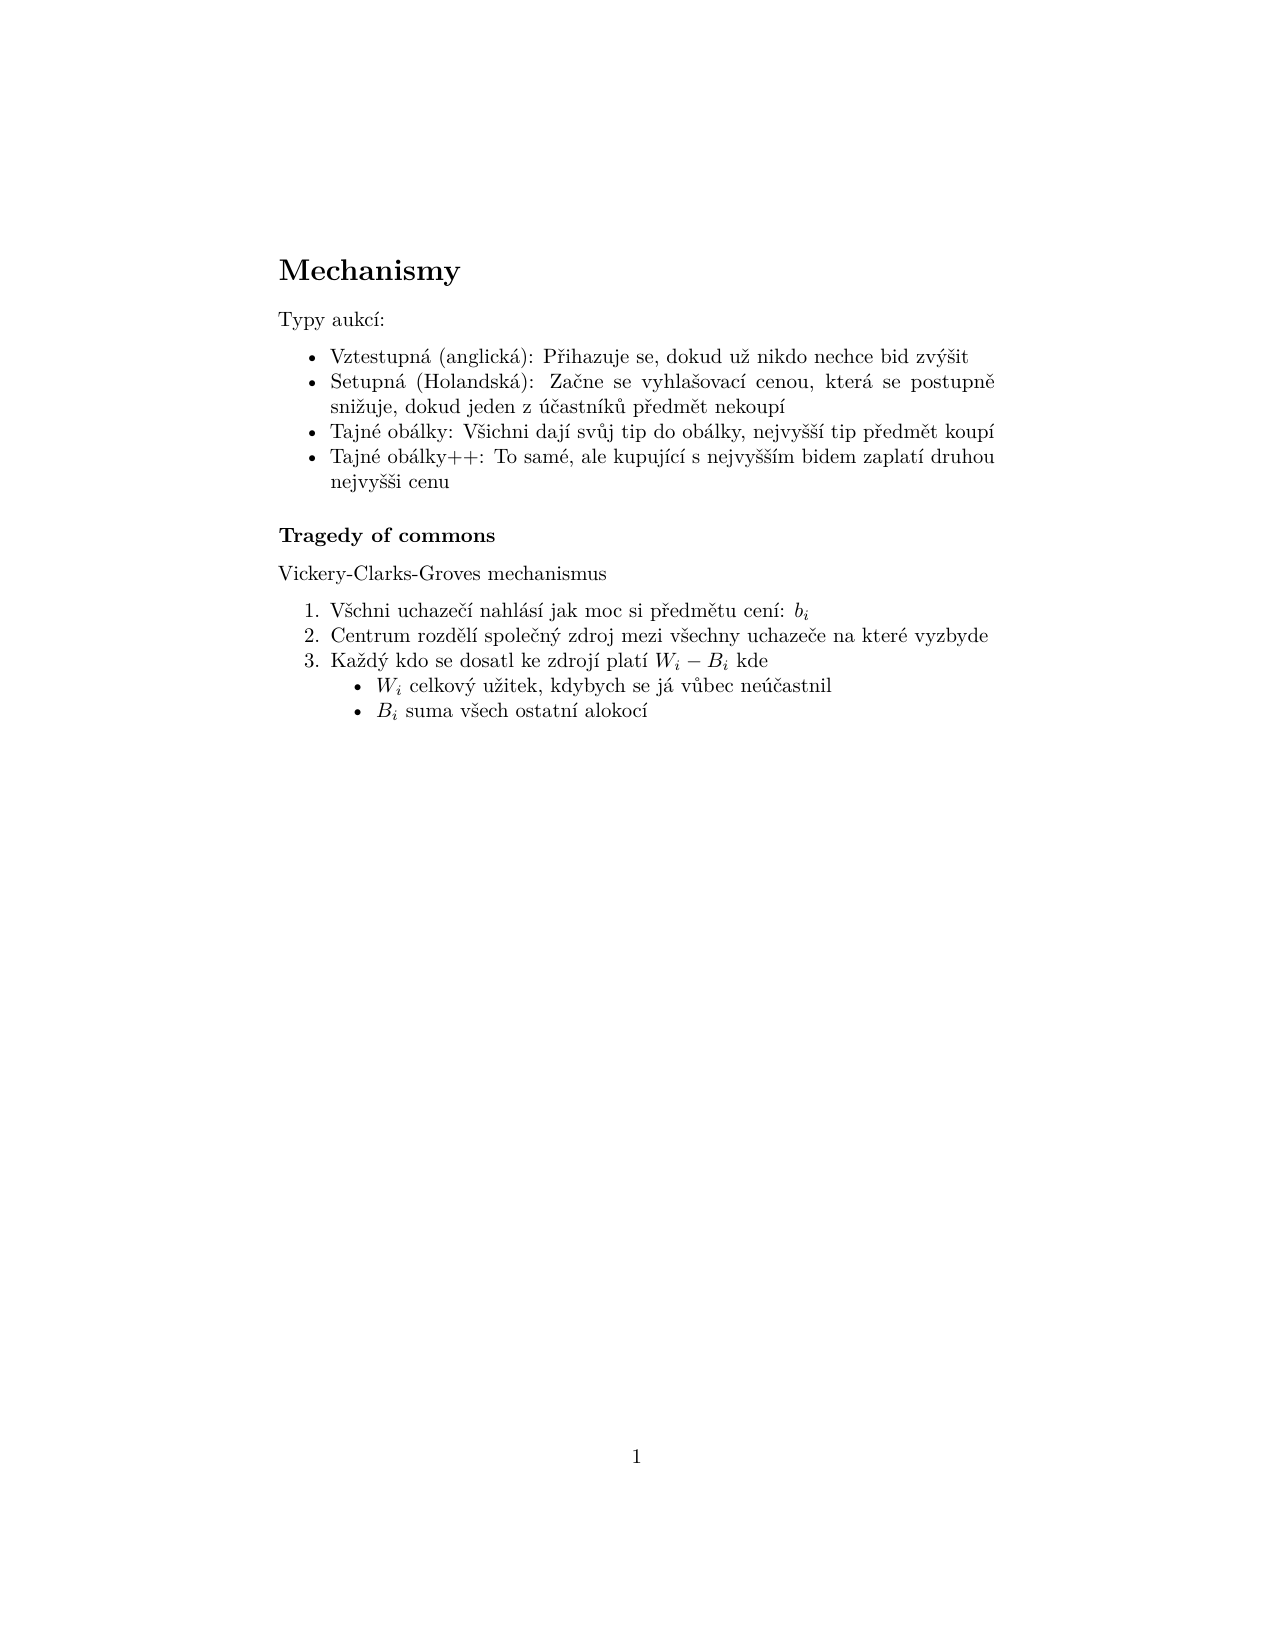 Mechanismy
Typy aukcí:
• Vztestupná (anglická): Přihazuje se, dokud už nikdo nechce bid zvýšit
• Setupná (Holandská): Začne se vyhlašovací cenou, která se postupně
snižuje, dokud jeden z účastníků předmět nekoupí
• Tajné obálky: Všichni dají svůj tip do obálky, nejvyšší tip předmět koupí
• Tajné obálky++: To samé, ale kupující s nejvyšším bidem zaplatí druhou
nejvyšši cenu
Tragedy of commons
Vickery-Clarks-Groves mechanismus
1. Všchni uchazečí nahlásí jak moc si předmětu cení: b_i
2. Centrum rozdělí společný zdroj mezi všechny uchazeče na které vyzbyde
3. Každý kdo se dosatl ke zdrojí platí W_i − B_i kde
• W_i celkový užitek, kdybych se já vůbec neúčastnil
• B_i suma všech ostatní alokocí
1